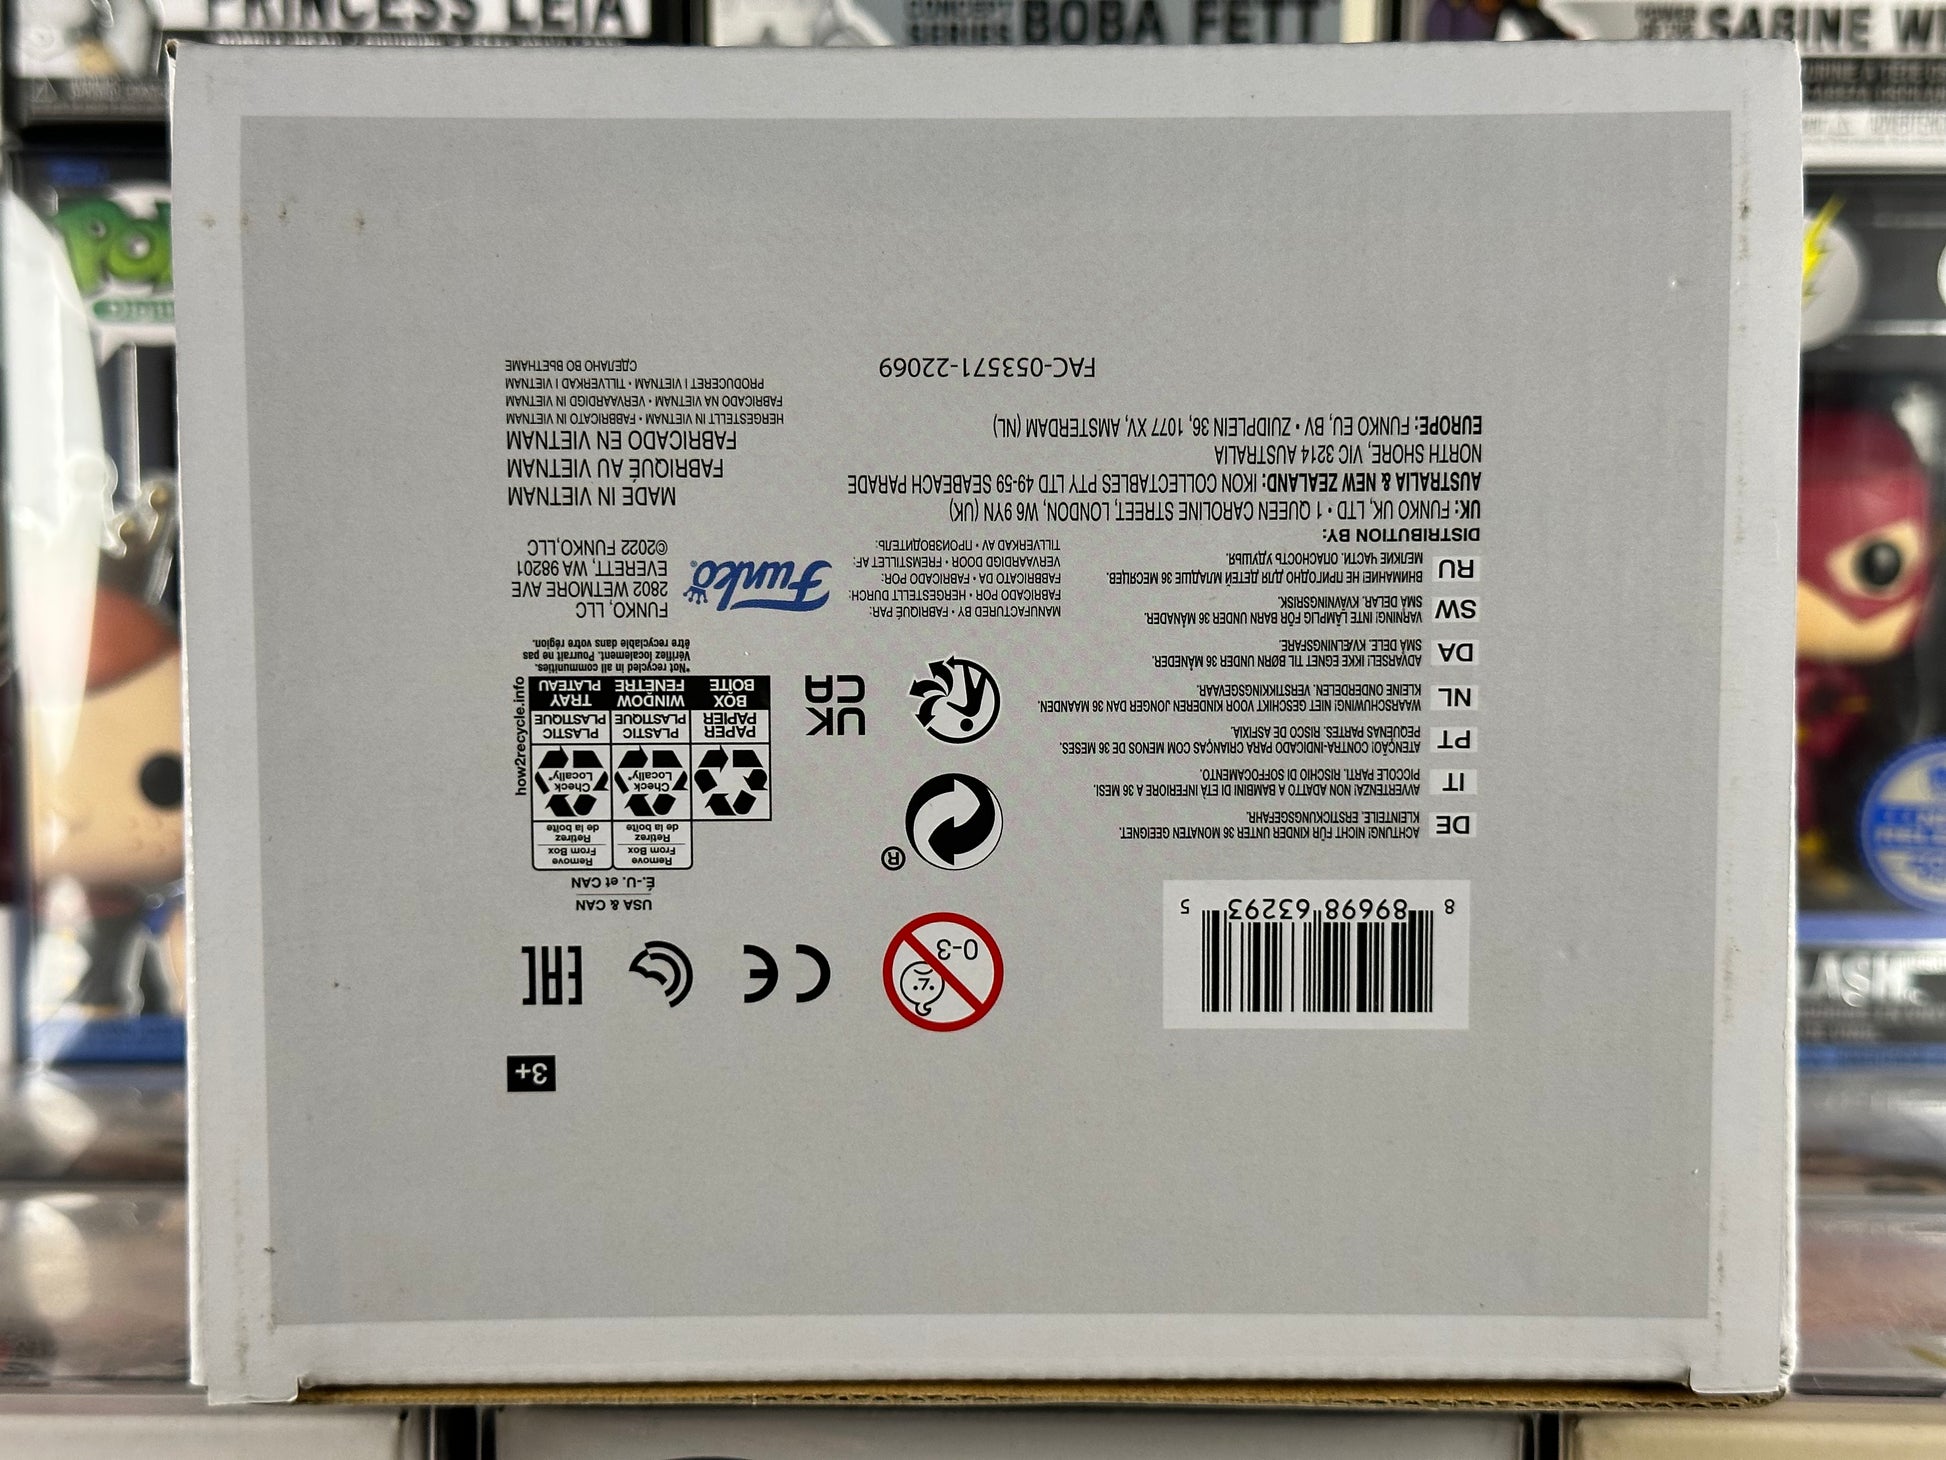 PRINCESS LEIA
CONCEPT
SERIES BOBA FETT
SABINE
3+
8 89698 63293 5
0-3
CE
EAC
USA & CAN
É.-U. et CAN
Remove
From Box
Retirez
de la boîte
Remove
From Box
Retirez
de la boîte
Check
Locally*
Check
Locally*
PAPER
PAPIER
BOX
BOÎTE
PLASTIC
PLASTIQUE
WINDOW
FENÊTRE
PLASTIC
PLASTIQUE
TRAY
PLATEAU
how2recycle.info
*Not recycled in all communities.
Vérifiez localement. Pourrait ne pas
être recyclable dans votre région.
®
UK
CA
DE ACHTUNG! NICHT FÜR KINDER UNTER 36 MONATEN GEEIGNET.
KLEINTEILE. ERSTICKUNGSGEFAHR.
IT AVVERTENZA! NON ADATTO A BAMBINI DI ETÀ INFERIORE A 36 MESI.
PICCOLE PARTI. RISCHIO DI SOFFOCAMENTO.
PT ATENÇÃO! CONTRA-INDICADO PARA CRIANÇAS COM MENOS DE 36 MESES.
PEQUENAS PARTES. RISCO DE ASFIXIA.
NL WAARSCHUWING! NIET GESCHIKT VOOR KINDEREN JONGER DAN 36 MAANDEN.
KLEINE ONDERDELEN. VERSTIKKINGSGEVAAR.
DA ADVARSEL! IKKE EGNET TIL BØRN UNDER 36 MÅNEDER.
SMÅ DELE. KVÆLNINGSFARE.
SW VARNING! INTE LÄMPLIG FÖR BARN UNDER 36 MÅNADER.
SMÅ DELAR. KVÄVNINGSRISK.
RU ВНИМАНИЕ! НЕ ПРИГОДНО ДЛЯ ДЕТЕЙ МЛАДШЕ 36 МЕСЯЦЕВ.
МЕЛКИЕ ЧАСТИ. ОПАСНОСТЬ УДУШЬЯ.
MANUFACTURED BY • FABRIQUÉ PAR:
FABRICADO POR • HERGESTELLT DURCH:
FABBRICATO DA • FABRICADO POR:
VERVAARDIGD DOOR • FREMSTILLET AF:
TILLVERKAD AV • ПРОИЗВОДИТЕЛЬ:
Funko®
FUNKO, LLC
2802 WETMORE AVE
EVERETT, WA 98201
©2022 FUNKO,LLC
DISTRIBUTION BY:
UK: FUNKO UK, LTD • 1 QUEEN CAROLINE STREET, LONDON, W6 9YN (UK)
AUSTRALIA & NEW ZEALAND: IKON COLLECTABLES PTY LTD 49-59 SEABEACH PARADE
NORTH SHORE, VIC 3214 AUSTRALIA
EUROPE: FUNKO EU, BV • ZUIDPLEIN 36, 1077 XV, AMSTERDAM (NL)
MADE IN VIETNAM
FABRIQUÉ AU VIETNAM
FABRICADO EN VIETNAM
HERGESTELLT IN VIETNAM • FABBRICATO IN VIETNAM
FABRICADO NA VIETNAM • VERVAARDIGD IN VIETNAM
PRODUCERET I VIETNAM • TILLVERKAD I VIETNAM
СДЕЛАНО ВО ВЬЕТНАМЕ
FAC-053571-22069